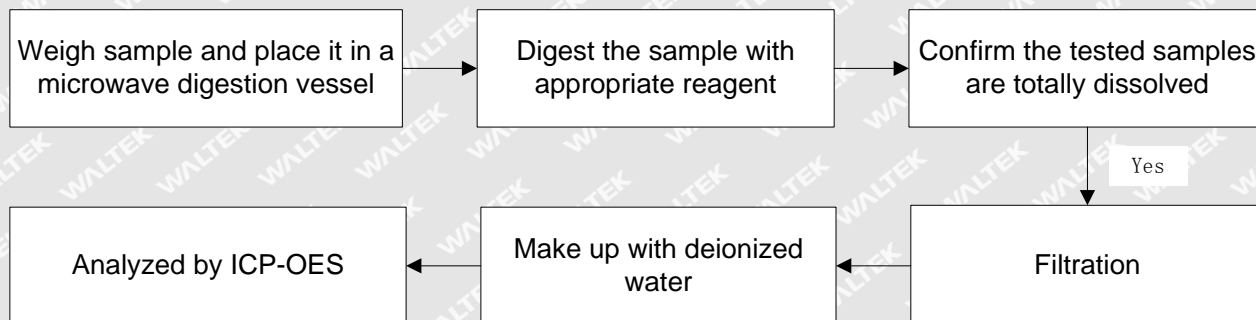 Weigh sample and place it in a
microwave digestion vessel
Digest the sample with
appropriate reagent
Confirm the tested samples
are totally dissolved
Yes
Filtration
Make up with deionized
water
Analyzed by ICP-OES
WALTEK